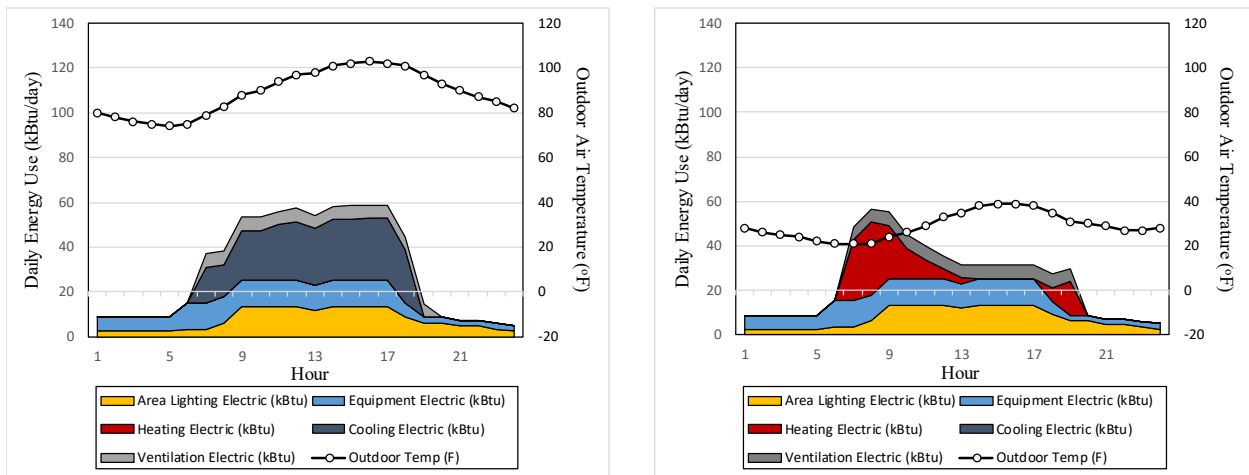 Daily Energy Use (kBtu/day)
140
120
100
80
60
40
20
0
120
100
80
60
40
20
0
-20
Outdoor Air Temperature (°F)
1 5 9 13 17 21
Hour
Area Lighting Electric (kBtu) Equipment Electric (kBtu)
Heating Electric (kBtu) Cooling Electric (kBtu)
Ventilation Electric (kBtu) Outdoor Temp (F)
Daily Energy Use (kBtu/day)
140
120
100
80
60
40
20
0
120
100
80
60
40
20
0
-20
Outdoor Air Temperature (°F)
1 5 9 13 17 21
Hour
Area Lighting Electric (kBtu) Equipment Electric (kBtu)
Heating Electric (kBtu) Cooling Electric (kBtu)
Ventilation Electric (kBtu) Outdoor Temp (F)